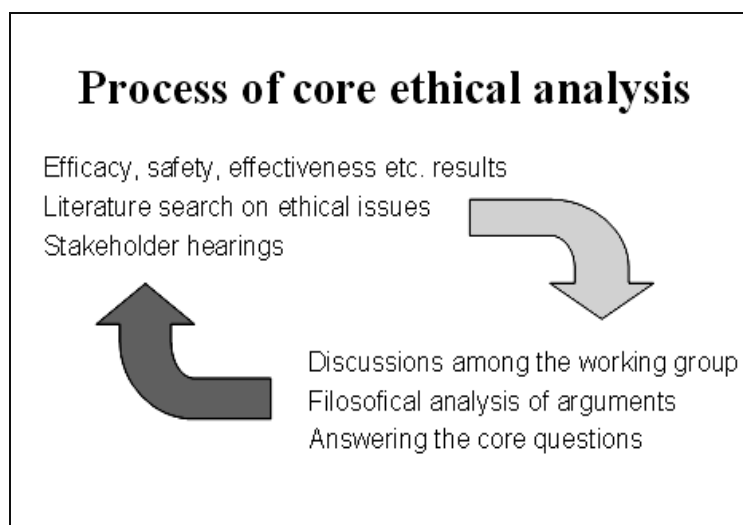 Process of core ethical analysis
Efficacy, safety, effectiveness etc. results
Literature search on ethical issues
Stakeholder hearings
Discussions among the working group
Filosofical analysis of arguments
Answering the core questions